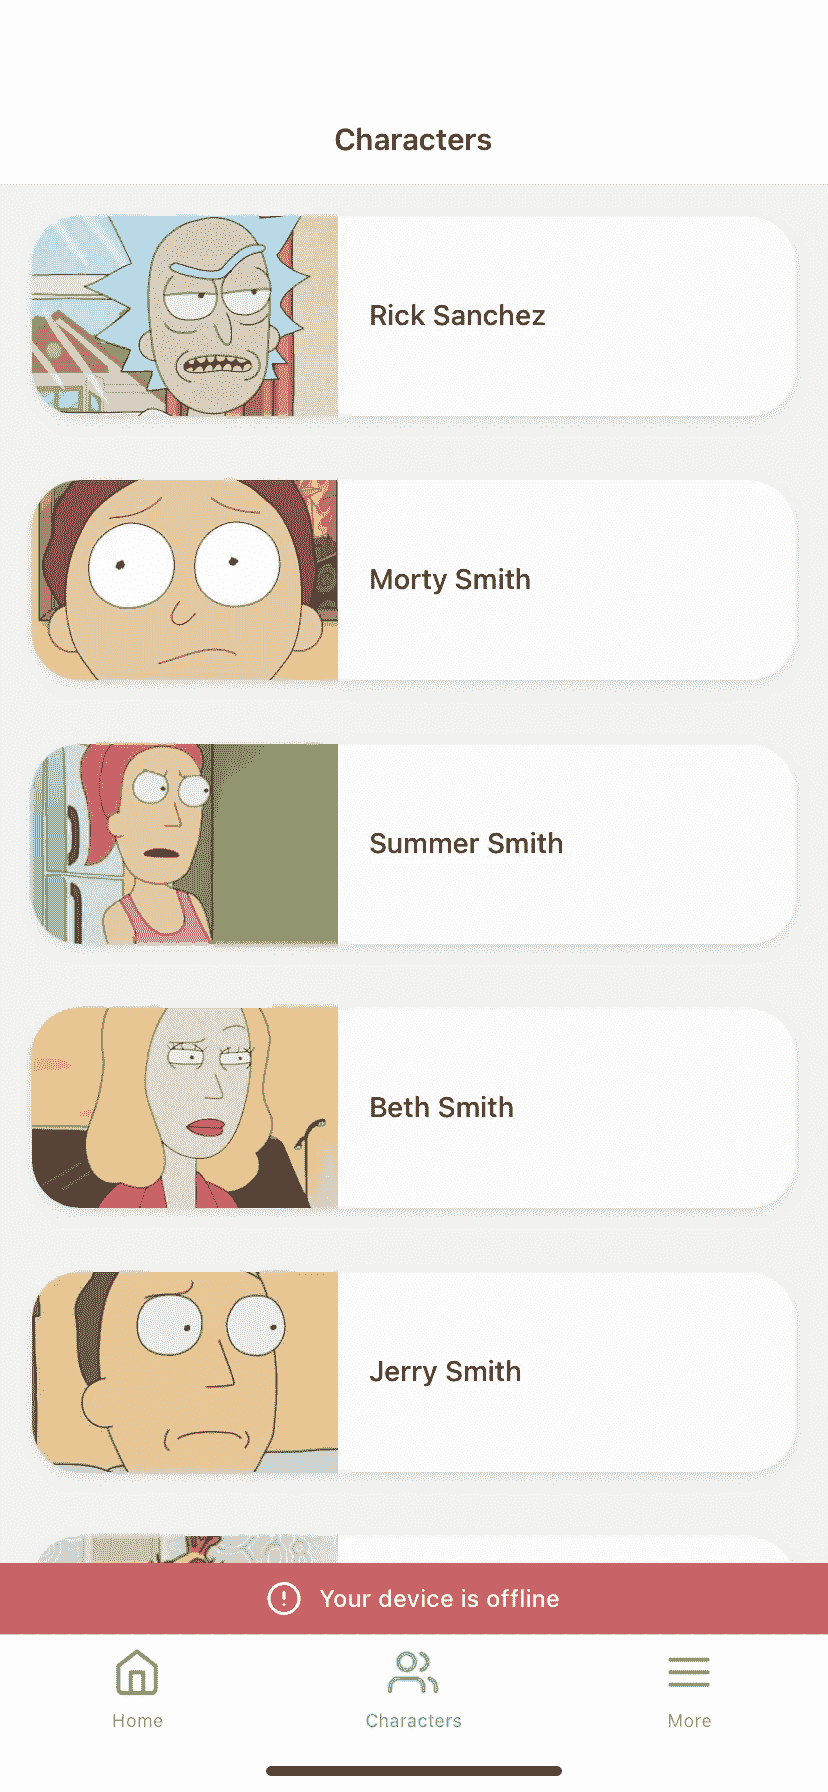 Characters
Rick Sanchez
Morty Smith
Summer Smith
Beth Smith
Jerry Smith
Your device is offline
Home
Characters
More